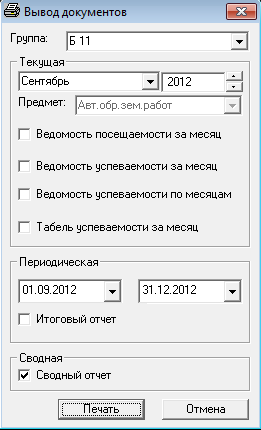 Вывод документов
Группа: Б 11
Текущая
Сентябрь 2012
Предмет: Авт.обр.зем.работ
Ведомость посещаемости за месяц
Ведомость успеваемости за месяц
Ведомость успеваемости по месяцам
Табель успеваемости за месяц
Периодическая
01.09.2012 31.12.2012
Итоговый отчет
Сводная
Сводный отчет
Печать Отмена